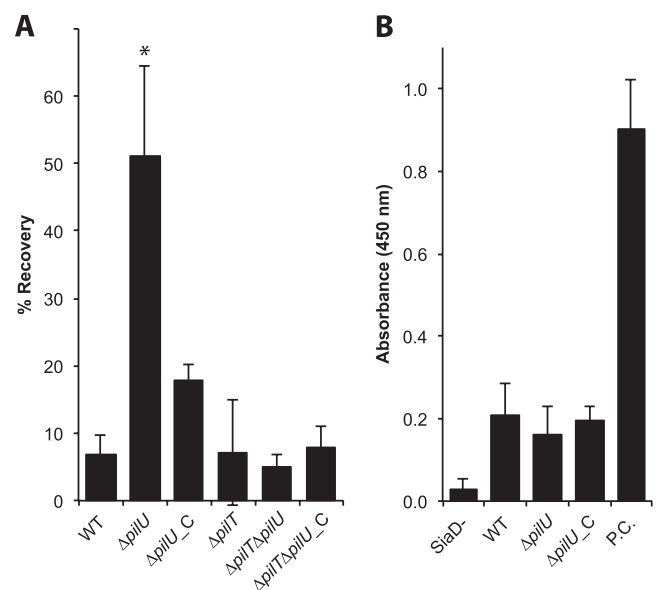 A
% Recovery
60
50
40
30
20
10
0
*
WT
ΔpilU
ΔpilU_C
ΔpilT
ΔpilTΔpilU
ΔpilTΔpilU_C
B
Absorbance (450 nm)
1.0
0.8
0.6
0.4
0.2
0.0
SiaD-
WT
ΔpilU
ΔpilU_C
P.C.